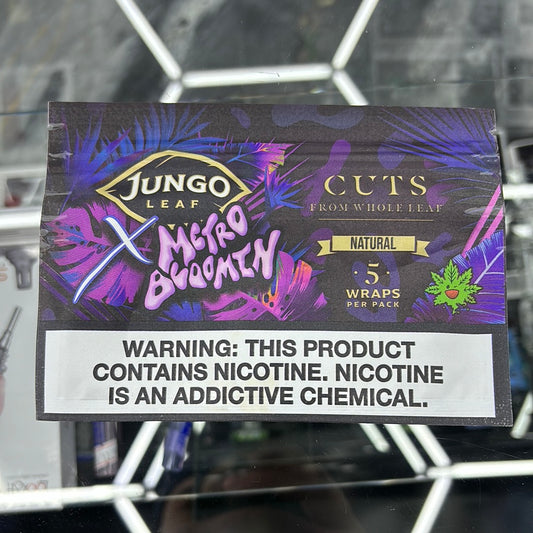 JUNGO
LEAF
X METRO
BOOMIN
CUTS
FROM WHOLE LEAF
NATURAL
· 5 ·
WRAPS
PER PACK
WARNING: THIS PRODUCT
CONTAINS NICOTINE. NICOTINE
IS AN ADDICTIVE CHEMICAL.